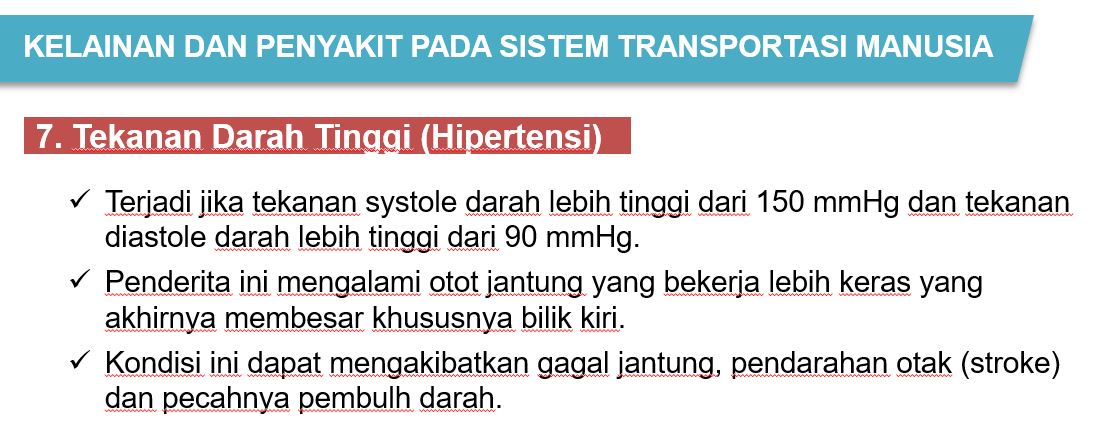 KELAINAN DAN PENYAKIT PADA SISTEM TRANSPORTASI MANUSIA
7. Tekanan Darah Tinggi (Hipertensi)
✓ Terjadi jika tekanan systole darah lebih tinggi dari 150 mmHg dan tekanan
diastole darah lebih tinggi dari 90 mmHg.
✓ Penderita ini mengalami otot jantung yang bekerja lebih keras yang
akhirnya membesar khususnya bilik kiri.
✓ Kondisi ini dapat mengakibatkan gagal jantung, pendarahan otak (stroke)
dan pecahnya pembulh darah.